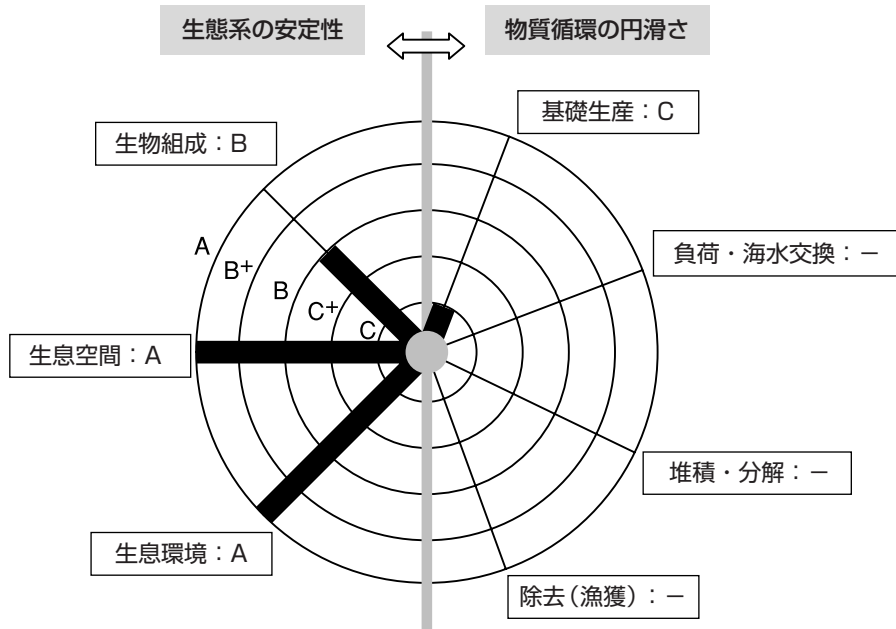 生態系の安定性
物質循環の円滑さ
基礎生産：C
生物組成：B
負荷・海水交換：－
A
B+
B
C+
C
生息空間：A
堆積・分解：－
生息環境：A
除去（漁獲）：－